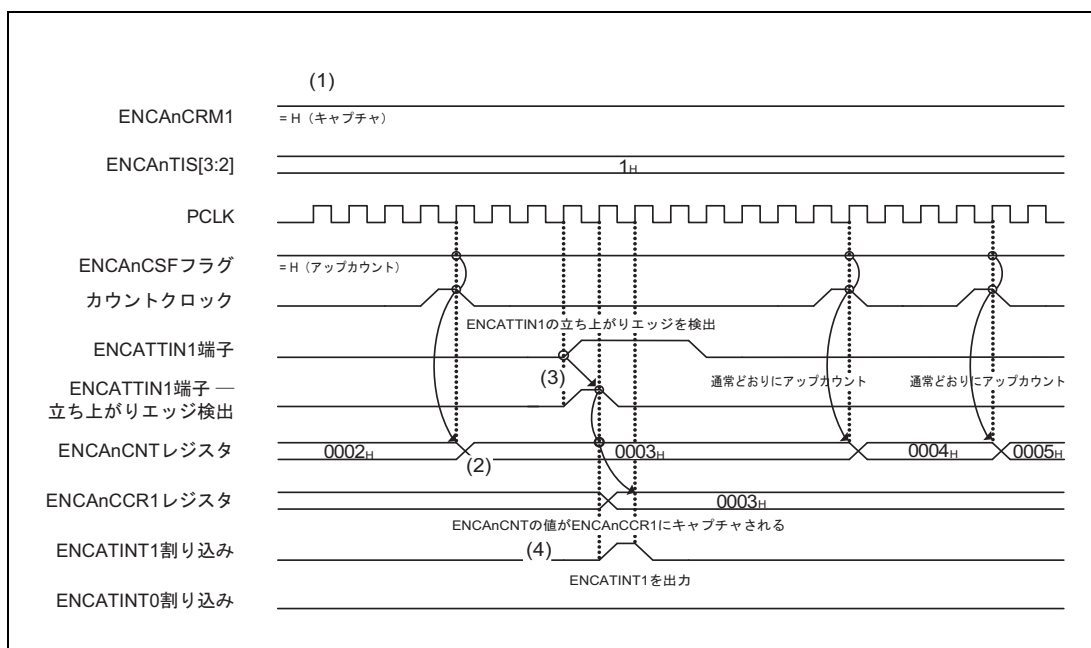 (1)
ENCAnCRM1
= H（キャプチャ）
ENCAnTIS[3:2]
1H
PCLK
ENCAnCSFフラグ
= H（アップカウント）
カウントクロック
ENCATTIN1の立ち上がりエッジを検出
ENCATTIN1端子
(3)
通常どおりにアップカウント
通常どおりにアップカウント
ENCATTIN1端子 ―
立ち上がりエッジ検出
ENCAnCNTレジスタ
0002H
(2)
0003H
0004H
0005H
ENCAnCCR1レジスタ
0003H
ENCAnCNTの値がENCAnCCR1にキャプチャされる
ENCATINT1割り込み
(4)
ENCATINT1を出力
ENCATINT0割り込み